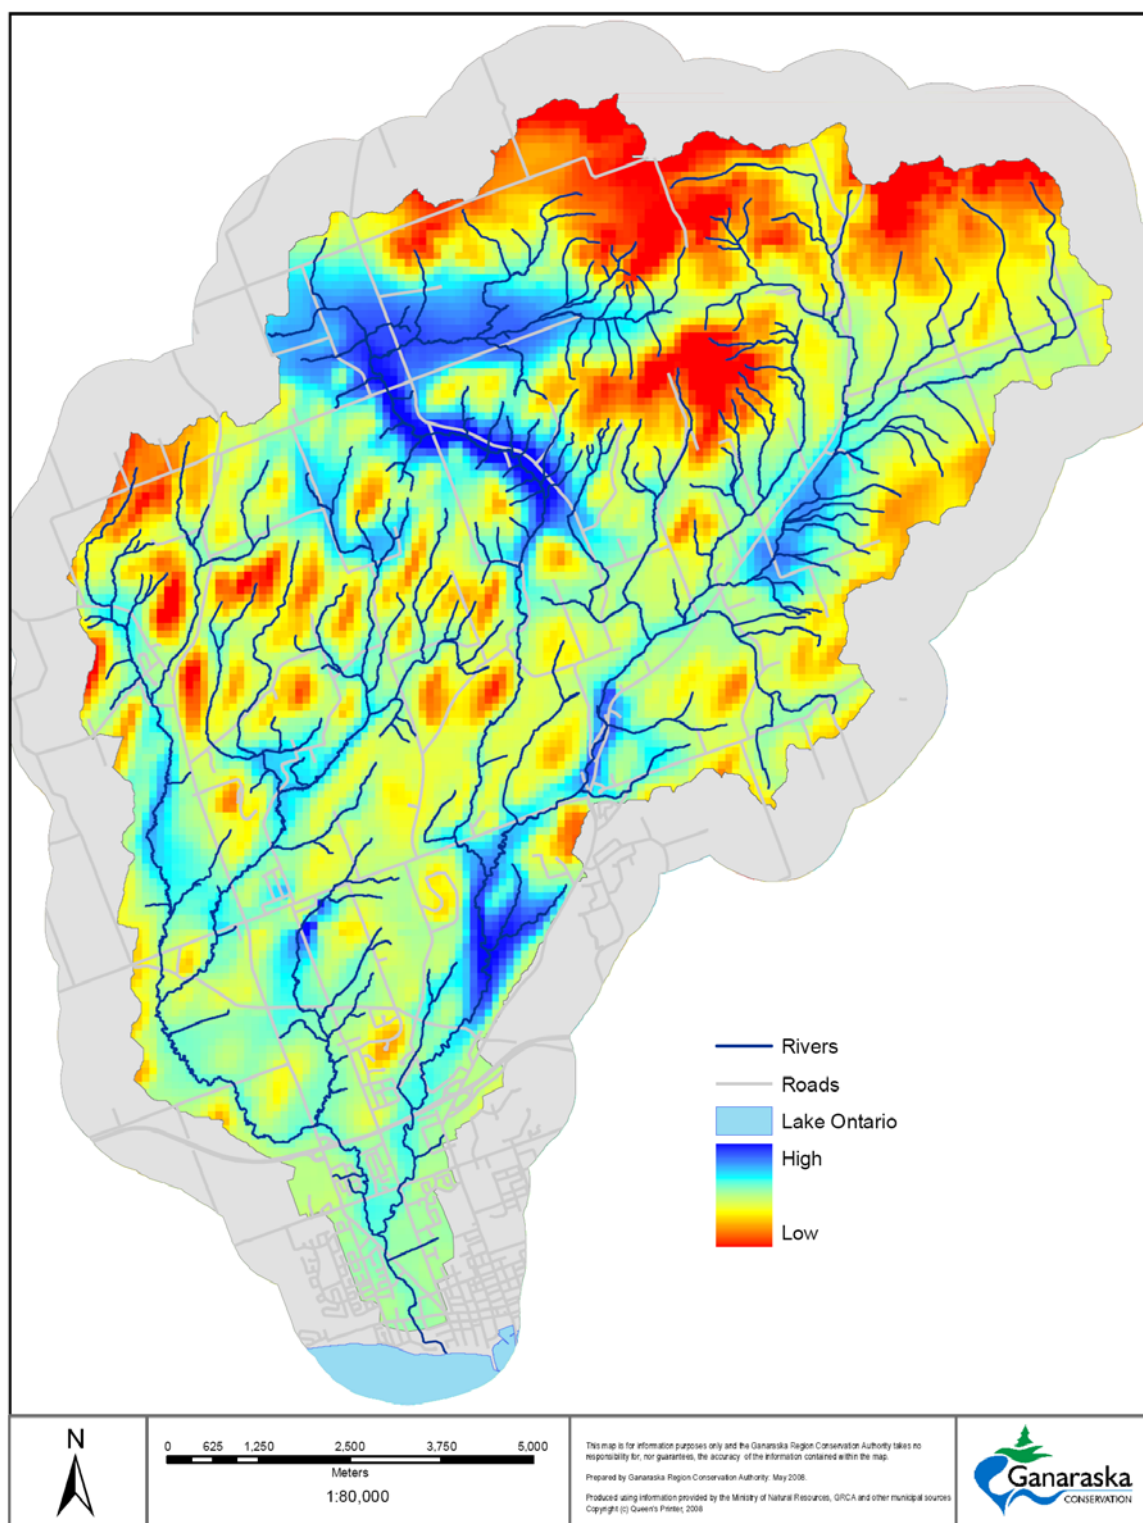 Rivers
Roads
Lake Ontario
High
Low
N
0 625 1,250 2,500 3,750 5,000
Meters
1:80,000
This map is for information purposes only and the Ganaraska Region Conservation Authority takes no
responsibility for, nor guarantees, the accuracy of the information contained within the map.
Prepared by Ganaraska Region Conservation Authority: May 2008.
Produced using information provided by the Ministry of Natural Resources, GRCA and other municipal sources
Copyright (c) Queen's Printer, 2008
Ganaraska
CONSERVATION